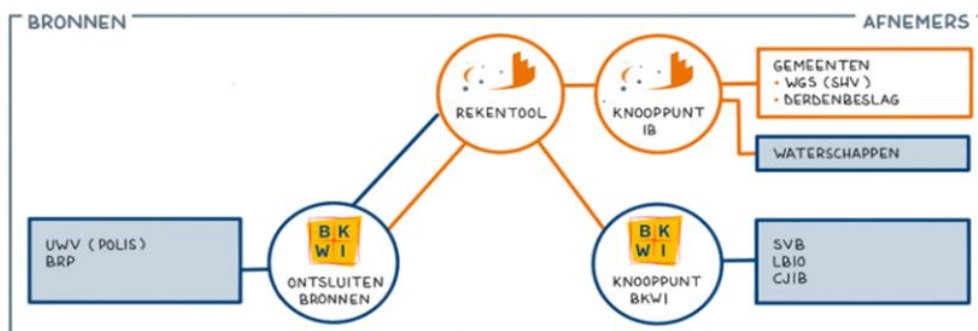 BRONNEN
AFNEMERS
REKENTOOL
KNOOPPUNT
IB
GEMEENTEN
• WGS (SHV)
• DERDENBESLAG
WATERSCHAPPEN
UWV (POLIS)
BRP
BK
WI
ONTSLUITEN
BRONNEN
BK
WI
KNOOPPUNT
BKWI
SVB
LBIO
CJIB